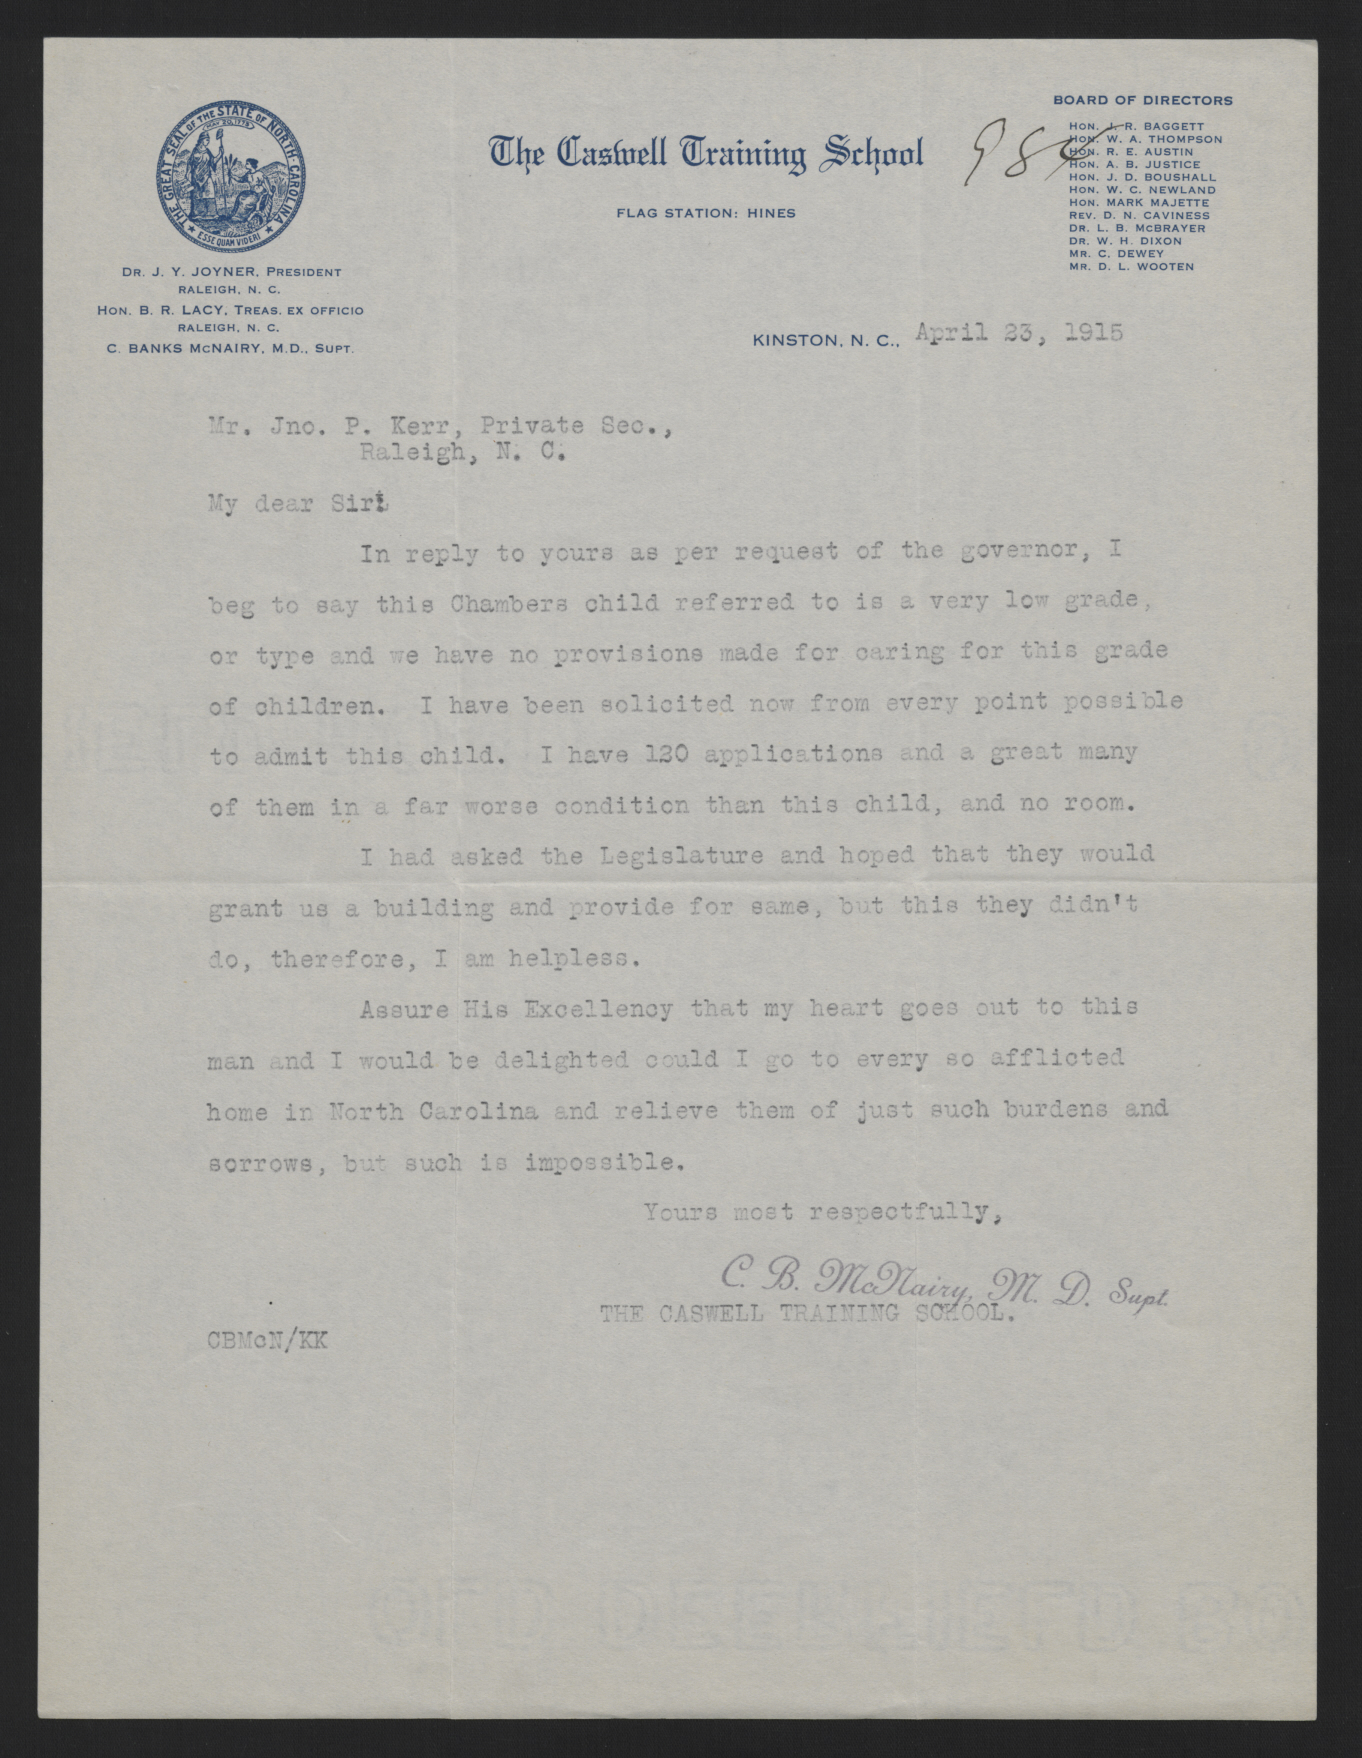 THE GREAT SEAL OF THE STATE OF NORTH CAROLINA
MAY 20, 1775
ESSE QUAM VIDERI
DR. J. Y. JOYNER, PRESIDENT
RALEIGH, N. C.
HON. B. R. LACY, TREAS. EX OFFICIO
RALEIGH, N. C.
C. BANKS MCNAIRY, M.D., SUPT.
The Caswell Training School
FLAG STATION: HINES
984
BOARD OF DIRECTORS
HON. J. R. BAGGETT
HON. W. A. THOMPSON
HON. R. E. AUSTIN
HON. A. B. JUSTICE
HON. J. D. BOUSHALL
HON. W. C. NEWLAND
HON. MARK MAJETTE
REV. D. N. CAVINESS
DR. L. B. MCBRAYER
DR. W. H. DIXON
MR. C. DEWEY
MR. D. L. WOOTEN
KINSTON, N. C., April 23, 1915
Mr. Jno. P. Kerr, Private Sec.,
Raleigh, N. C.
My dear Sir:
In reply to yours as per request of the governor, I
beg to say this Chambers child referred to is a very low grade,
or type and we have no provisions made for caring for this grade
of children. I have been solicited now from every point possible
to admit this child. I have 120 applications and a great many
of them in a far worse condition than this child, and no room.
I had asked the Legislature and hoped that they would
grant us a building and provide for same, but this they didn't
do, therefore, I am helpless.
Assure His Excellency that my heart goes out to this
man and I would be delighted could I go to every so afflicted
home in North Carolina and relieve them of just such burdens and
sorrows, but such is impossible.
Yours most respectfully,
C. B. McNairy, M. D. Supt.
THE CASWELL TRAINING SCHOOL.
CBMcN/KK